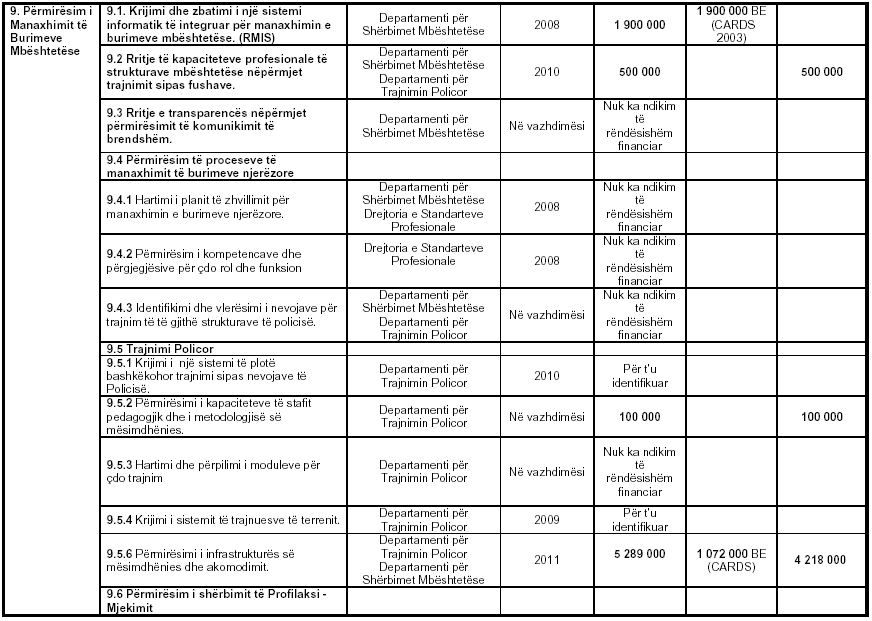 9. Përmirësim i
Manaxhimit të
Burimeve
Mbështetëse
9.1. Krijimi dhe zbatimi i një sistemi
informatik të integruar për manaxhimin e
burimeve mbështetëse. (RMIS)
Departamenti për
Shërbimet Mbështetëse
2008
1 900 000
1 900 000 BE
(CARDS
2003)
9.2 Rritje të kapaciteteve profesionale të
strukturave mbështetëse nëpërmjet
trajnimit sipas fushave.
Departamenti për
Shërbimet Mbështetëse
Departamenti për
Trajnimin Policor
2010
500 000
500 000
9.3 Rritje e transparencës nëpërmjet
përmirësimit të komunikimit të
brendshëm.
Departamenti për
Shërbimet Mbështetëse
Në vazhdimësi
Nuk ka ndikim
të
rëndësishëm
financiar
9.4 Përmirësim të proceseve të
manaxhimit të burimeve njerëzore
9.4.1 Hartimi i planit të zhvillimit për
manaxhimin e burimeve njerëzore.
Departamenti për
Shërbimet Mbështetëse
Drejtoria e Standarteve
Profesionale
2008
Nuk ka ndikim
të
rëndësishëm
financiar
9.4.2 Përmirësim i kompetencave dhe
përgjegjësive për çdo rol dhe funksion
Drejtoria e Standarteve
Profesionale
2008
Nuk ka ndikim
të
rëndësishëm
financiar
9.4.3 Identifikimi dhe vlerësimi i nevojave për
trajnim të të gjithë strukturave të policisë.
Departamenti për
Shërbimet Mbështetëse
Departamenti për
Trajnimin Policor
Në vazhdimësi
Nuk ka ndikim
të
rëndësishëm
financiar
9.5 Trajnimi Policor
9.5.1 Krijimi i një sistemi të plotë
bashkëkohor trajnimi sipas nevojave të
Policisë.
Departamenti për
Trajnimin Policor
2010
Për t'u
identifikuar
9.5.2 Përmirësimi i kapaciteteve të stafit
pedagogjik dhe i metodologjisë së
mësimdhënies.
Departamenti për
Trajnimin Policor
Në vazhdimësi
100 000
100 000
9.5.3 Hartimi dhe përpilimi i moduleve për
çdo trajnim
Departamenti për
Trajnimin Policor
Në vazhdimësi
Nuk ka ndikim
të
rëndësishëm
financiar
9.5.4 Krijimi i sistemit të trajnuesve të terrenit.
Departamenti për
Trajnimin Policor
2009
Për t'u
identifikuar
9.5.6 Përmirësimi i infrastrukturës së
mësimdhënies dhe akomodimit.
Departamenti për
Trajnimin Policor
Departamenti për
Shërbimet Mbështetëse
2011
5 289 000
1 072 000 BE
(CARDS)
4 218 000
9.6 Përmirësim i shërbimit të Profilaksi -
Mjekimit